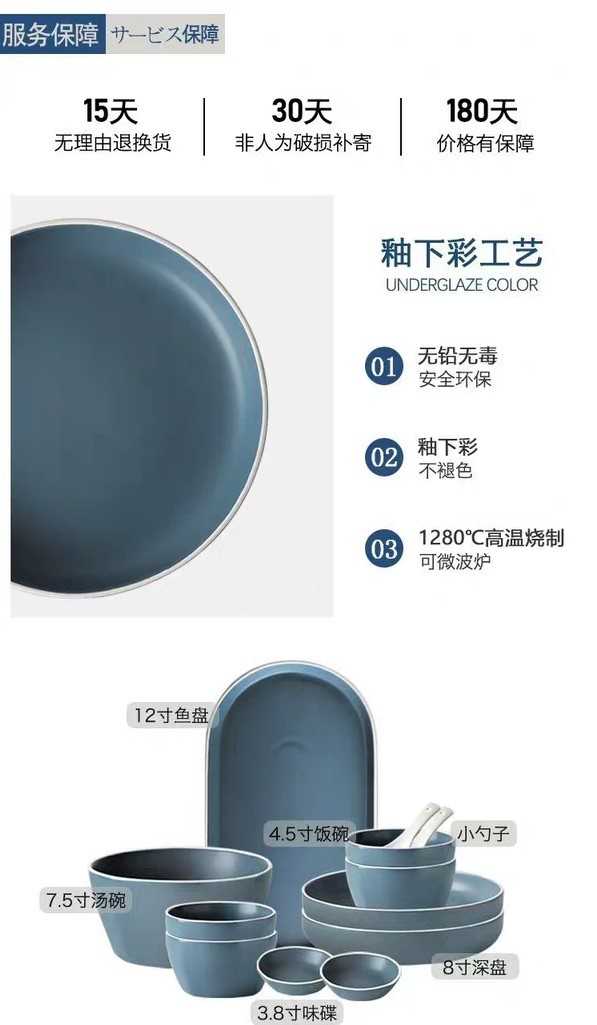 服务保障 サービス保障
15天 30天 180天
无理由退换货 非人为破损补寄 价格有保障
釉下彩工艺
UNDERGLAZE COLOR
01 无铅无毒
安全环保
02 釉下彩
不褪色
03 1280℃高温烧制
可微波炉
12寸鱼盘
4.5寸饭碗
小勺子
7.5寸汤碗
8寸深盘
3.8寸味碟